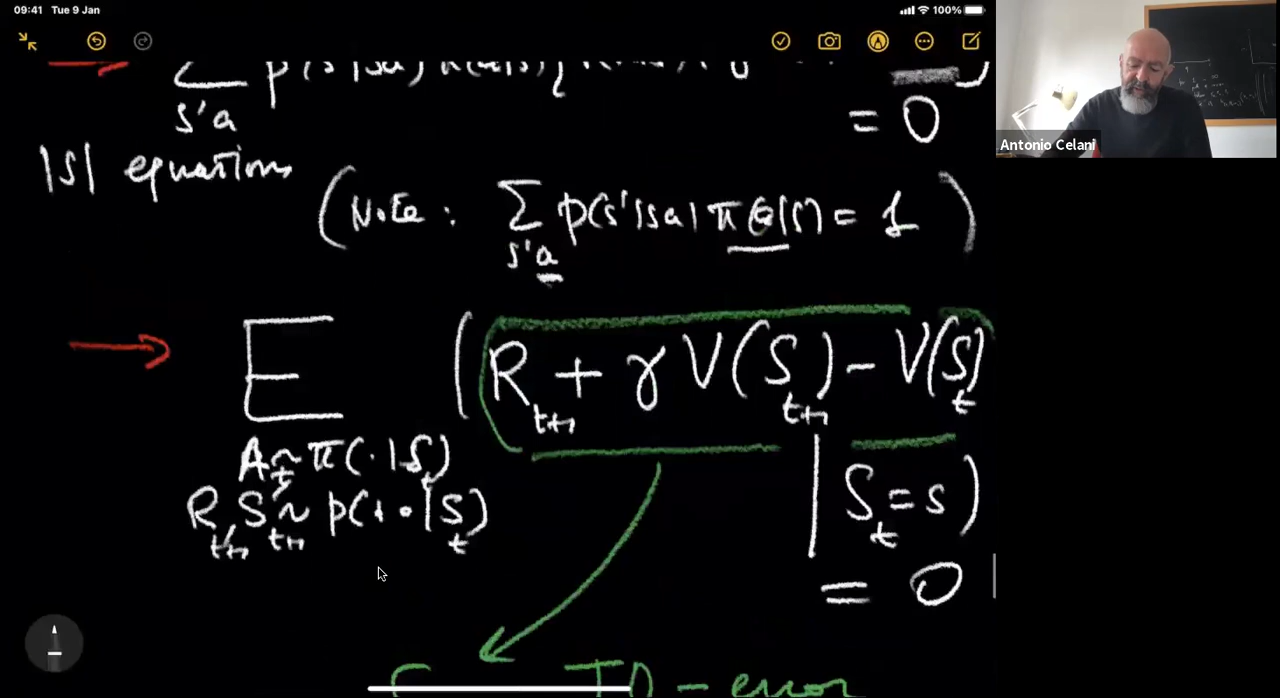 09:41 Tue 9 Jan
100%
Antonio Celani
s'a
= 0
|S| equations
(Note: ∑ p(s'|sa) π(a|s) = 1)
s'a
E (R_{t+1} + γ V(S_{t+1}) − V(S_t)
A_t ~ π(·|S_t)
R_{t+1} S_{t+1} ~ p(··|S_t)
| S_t = s)
= 0
TD - error